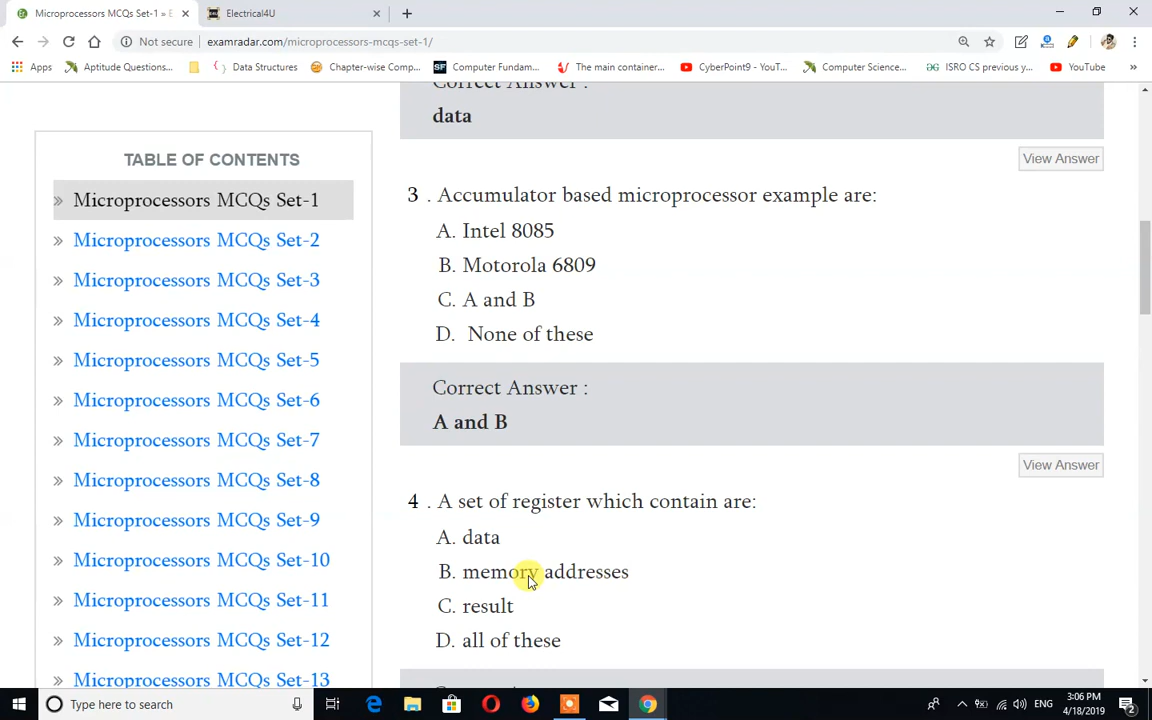 Microprocessors MCQs Set-1 » E
Electrical4U
Not secure | examradar.com/microprocessors-mcqs-set-1/
Apps
Aptitude Questions...
Data Structures
Chapter-wise Comp...
SF Computer Fundam...
The main container...
CyberPoint9 - YouT...
Computer Science...
ISRO CS previous y...
YouTube
»
TABLE OF CONTENTS
» Microprocessors MCQs Set-1
» Microprocessors MCQs Set-2
» Microprocessors MCQs Set-3
» Microprocessors MCQs Set-4
» Microprocessors MCQs Set-5
» Microprocessors MCQs Set-6
» Microprocessors MCQs Set-7
» Microprocessors MCQs Set-8
» Microprocessors MCQs Set-9
» Microprocessors MCQs Set-10
» Microprocessors MCQs Set-11
» Microprocessors MCQs Set-12
» Microprocessors MCQs Set-13
Correct Answer :
data
View Answer
3 . Accumulator based microprocessor example are:
A. Intel 8085
B. Motorola 6809
C. A and B
D. None of these
Correct Answer :
A and B
View Answer
4 . A set of register which contain are:
A. data
B. memory addresses
C. result
D. all of these
Type here to search
ENG
3:06 PM
4/18/2019
2